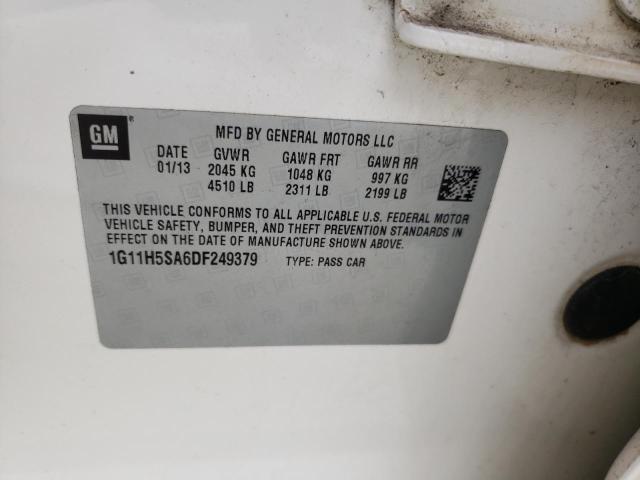 GM ®
MFD BY GENERAL MOTORS LLC
DATE GVWR GAWR FRT GAWR RR
01/13 2045 KG 1048 KG 997 KG
4510 LB 2311 LB 2199 LB
THIS VEHICLE CONFORMS TO ALL APPLICABLE U.S. FEDERAL MOTOR
VEHICLE SAFETY, BUMPER, AND THEFT PREVENTION STANDARDS IN
EFFECT ON THE DATE OF MANUFACTURE SHOWN ABOVE.
1G11H5SA6DF249379 TYPE: PASS CAR